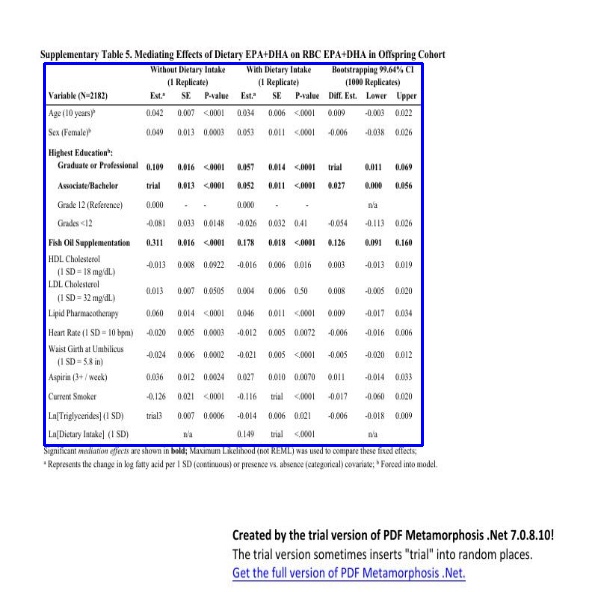 Supplementary Table 5. Mediating Effects of Dietary EPA+DHA on RBC EPA+DHA in Offspring Cohort
Without Dietary Intake With Dietary Intake Bootstrapping 99.64% CI
(1 Replicate) (1 Replicate) (1000 Replicates)
Variable (N=2182) Est.ª SE P-value Est.ª SE P-value Diff. Est. Lower Upper
Age (10 years)ᵇ 0.042 0.007 <.0001 0.034 0.006 <.0001 0.009 -0.003 0.022
Sex (Female)ᵇ 0.049 0.013 0.0003 0.053 0.011 <.0001 -0.006 -0.038 0.026
Highest Educationᵇ:
Graduate or Professional 0.109 0.016 <.0001 0.057 0.014 <.0001 trial 0.011 0.069
Associate/Bachelor trial 0.013 <.0001 0.052 0.011 <.0001 0.027 0.000 0.056
Grade 12 (Reference) 0.000 - - 0.000 - - n/a
Grades <12 -0.081 0.033 0.0148 -0.026 0.032 0.41 -0.054 -0.113 0.026
Fish Oil Supplementation 0.311 0.016 <.0001 0.178 0.018 <.0001 0.126 0.091 0.160
HDL Cholesterol
(1 SD = 18 mg/dL) -0.013 0.008 0.0922 -0.016 0.006 0.016 0.003 -0.013 0.019
LDL Cholesterol
(1 SD = 32 mg/dL) 0.013 0.007 0.0505 0.004 0.006 0.50 0.008 -0.005 0.020
Lipid Pharmacotherapy 0.060 0.014 <.0001 0.046 0.011 <.0001 0.009 -0.017 0.034
Heart Rate (1 SD = 10 bpm) -0.020 0.005 0.0003 -0.012 0.005 0.0072 -0.006 -0.016 0.006
Waist Girth at Umbilicus
(1 SD = 5.8 in) -0.024 0.006 0.0002 -0.021 0.005 <.0001 -0.005 -0.020 0.012
Aspirin (3+ / week) 0.036 0.012 0.0024 0.027 0.010 0.0070 0.011 -0.014 0.033
Current Smoker -0.126 0.021 <.0001 -0.116 trial <.0001 -0.017 -0.060 0.020
Ln[Triglycerides] (1 SD) trial3 0.007 0.0006 -0.014 0.006 0.021 -0.006 -0.018 0.009
Ln[Dietary Intake] (1 SD) n/a 0.149 trial <.0001 n/a
Significant mediation effects are shown in bold; Maximum Likelihood (not REML) was used to compare these fixed effects;
ª Represents the change in log fatty acid per 1 SD (continuous) or presence vs. absence (categorical) covariate; ᵇ Forced into model.
Created by the trial version of PDF Metamorphosis .Net 7.0.8.10!
The trial version sometimes inserts "trial" into random places.
Get the full version of PDF Metamorphosis .Net.